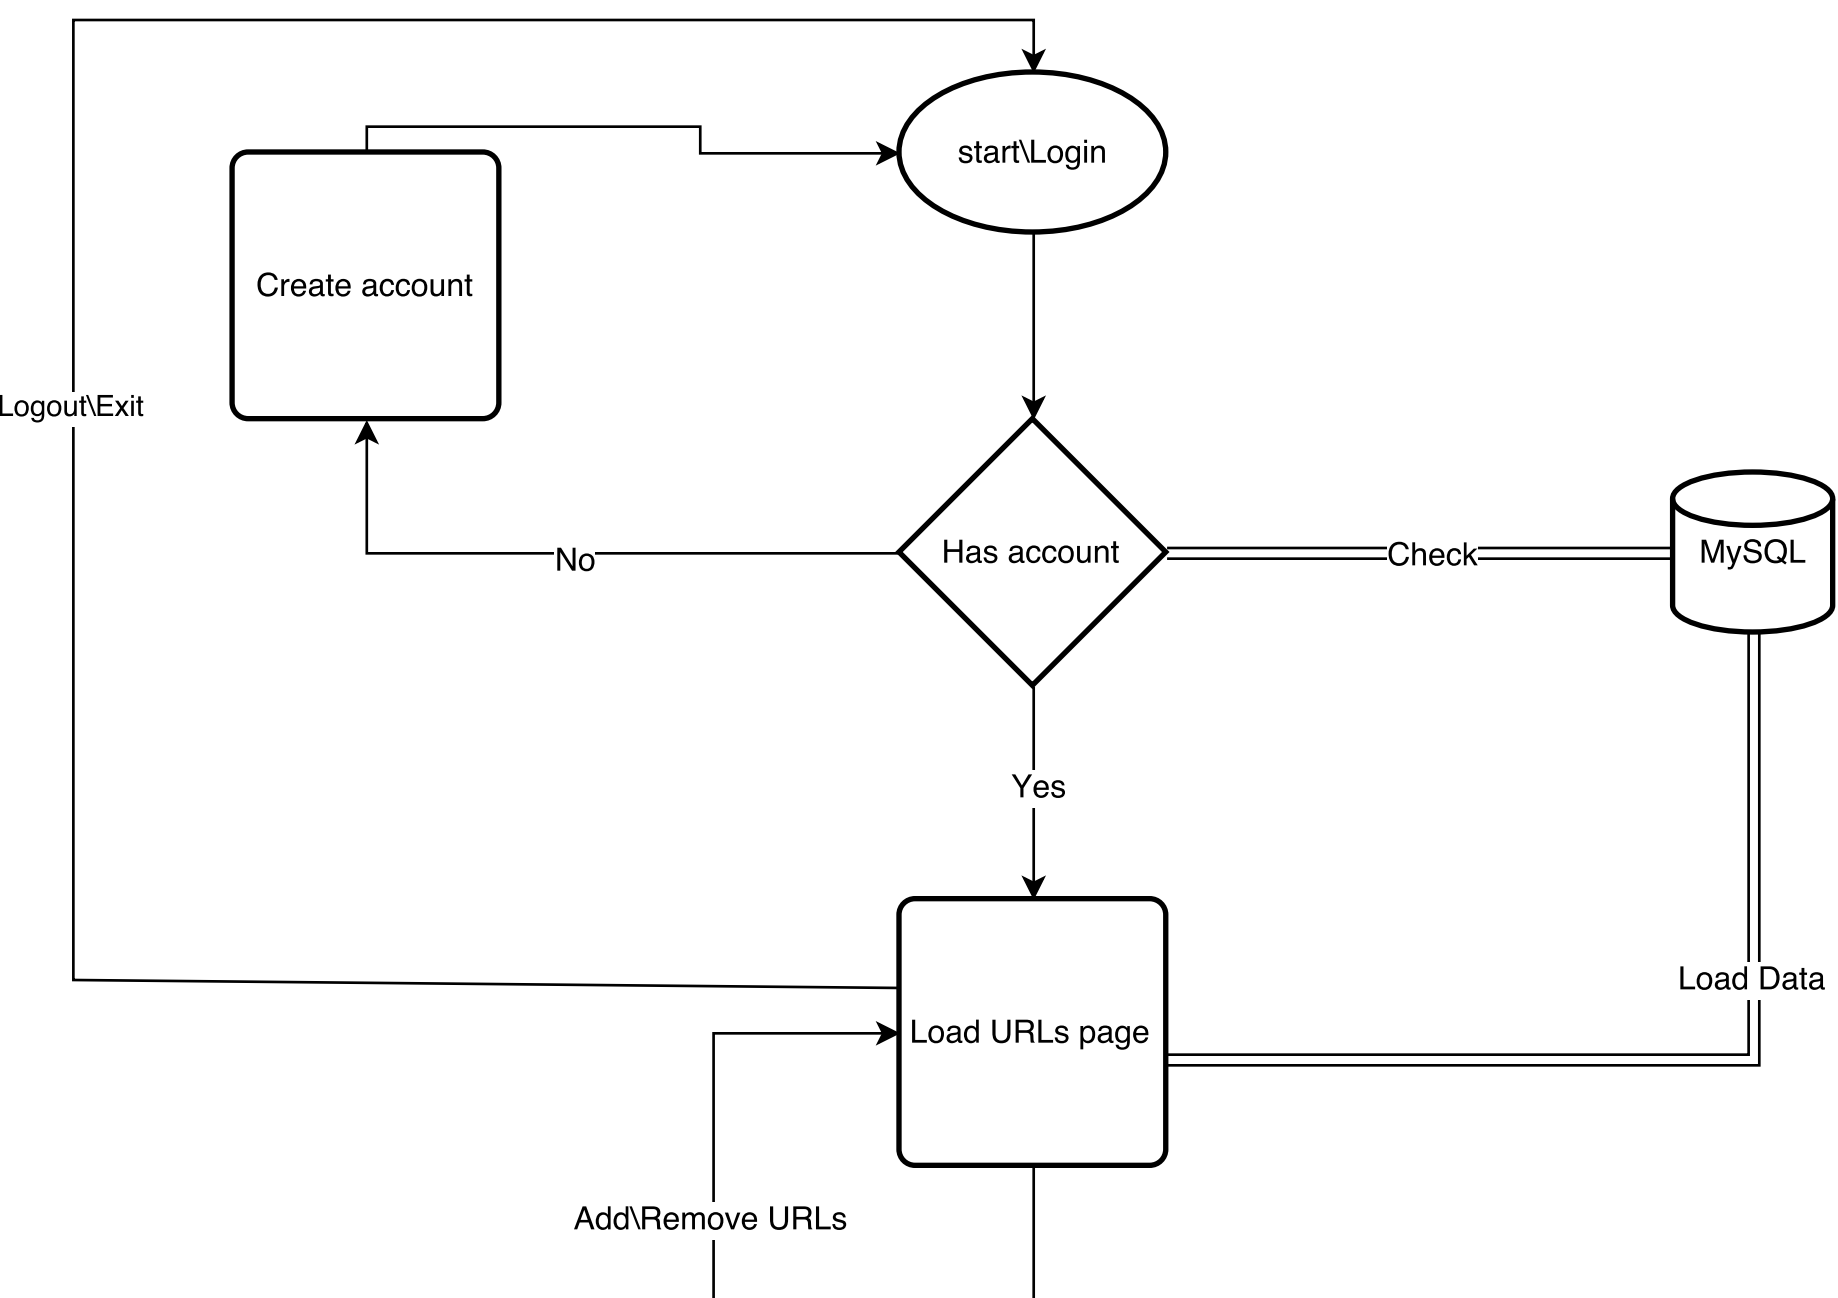 start\Login
Create account
Logout\Exit
Has account
No
Check
MySQL
Yes
Load Data
Load URLs page
Add\Remove URLs